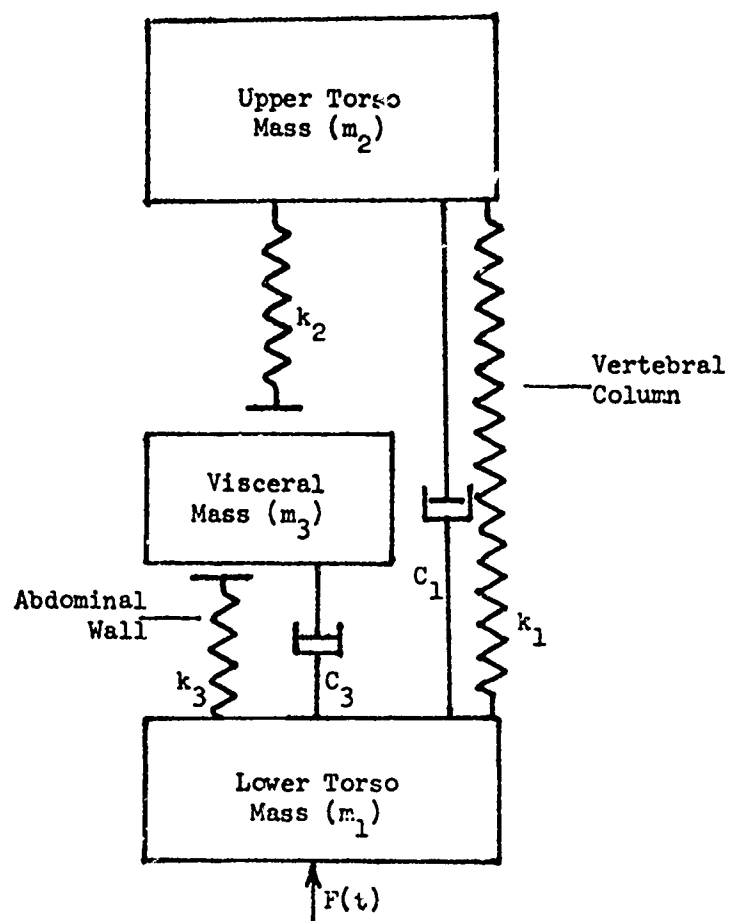 Upper Torso
Mass (m2)
k2
Vertebral
Column
Visceral
Mass (m3)
C1
Abdominal
Wall
k1
k3
C3
Lower Torso
Mass (m1)
F(t)